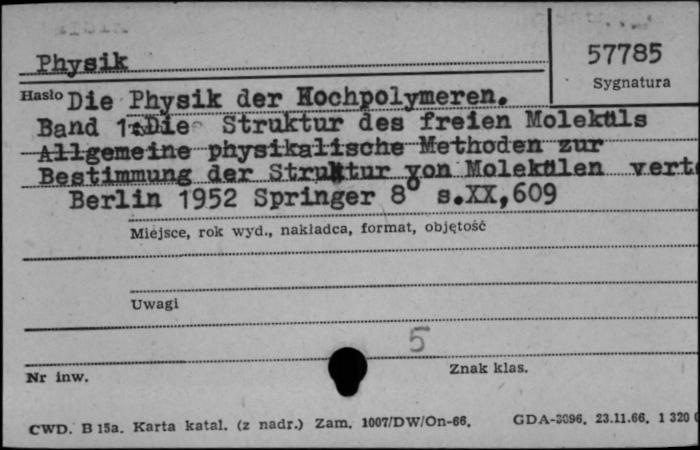 Physik
57785
Sygnatura
Hasło Die Physik der Hochpolymeren.
Band 1. Die Struktur des freien Moleküls
Allgemeine physikalische Methoden zur
Bestimmung der Struktur von Molekülen
Berlin 1952 Springer 8° s.XX,609
Miejsce, rok wyd., nakładca, format, objętość
Uwagi
5
Nr inw.
Znak klas.
CWD. B 15a. Karta katal. (z nadr.) Zam. 1007/DW/On-66. GDA-3096. 23.11.66. 1 320